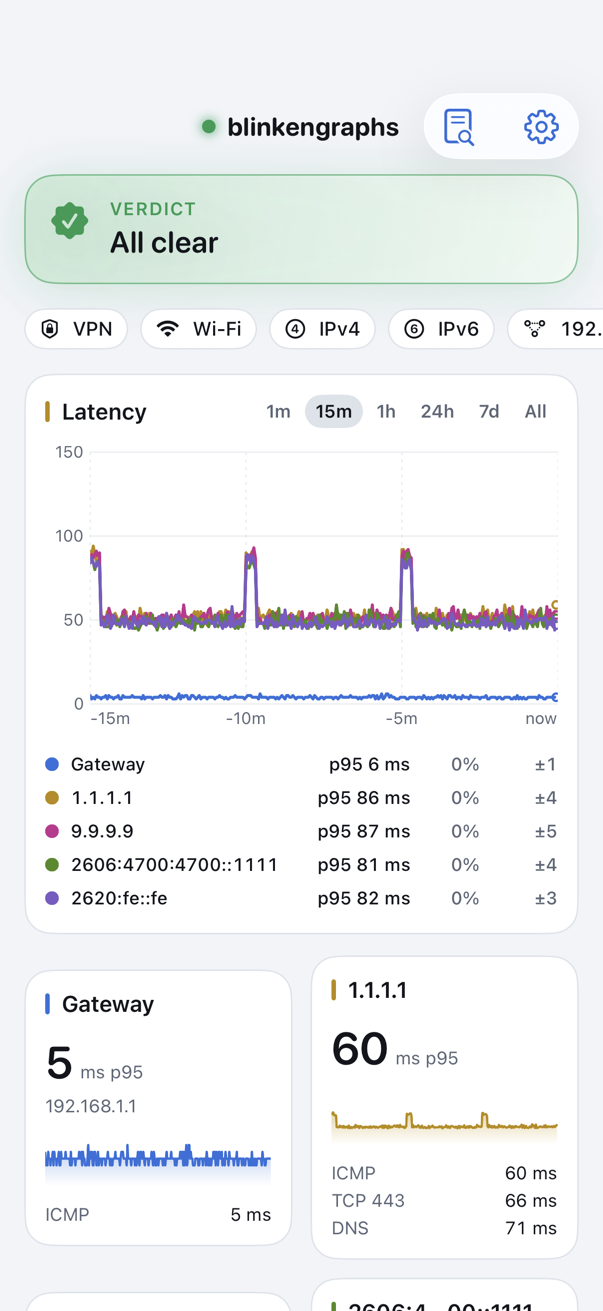 blinkengraphs
VERDICT
All clear
VPN
Wi-Fi
4 IPv4
6 IPv6
192.
Latency
1m 15m 1h 24h 7d All
150
100
50
0
-15m -10m -5m now
Gateway p95 6 ms 0% ±1
1.1.1.1 p95 86 ms 0% ±4
9.9.9.9 p95 87 ms 0% ±5
2606:4700:4700::1111 p95 81 ms 0% ±4
2620:fe::fe p95 82 ms 0% ±3
Gateway
5 ms p95
192.168.1.1
ICMP 5 ms
1.1.1.1
60 ms p95
ICMP 60 ms
TCP 443 66 ms
DNS 71 ms